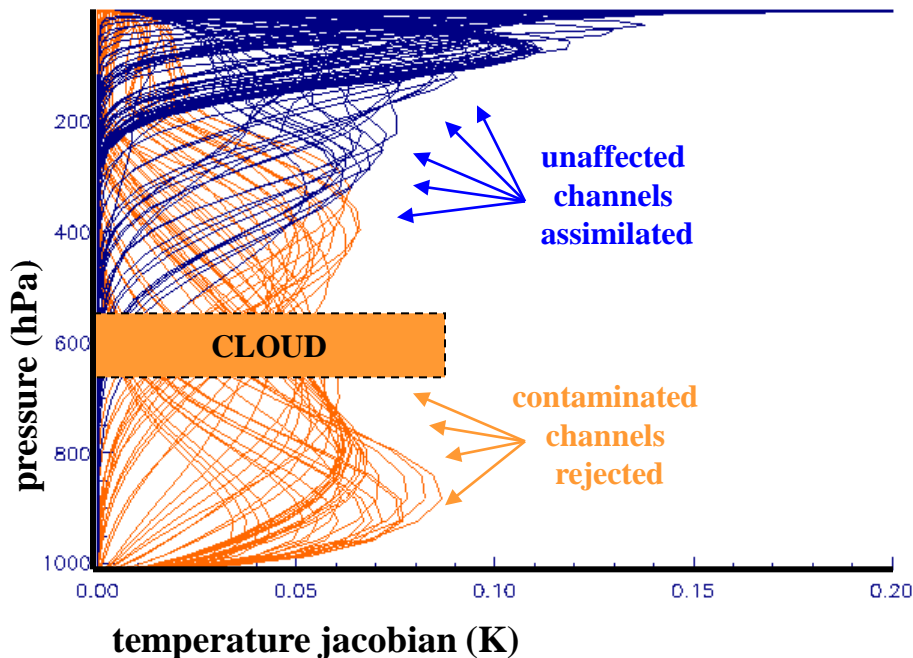 200
400
600
800
1000
pressure (hPa)
unaffected
channels
assimilated
CLOUD
contaminated
channels
rejected
0.00 0.05 0.10 0.15 0.20
temperature jacobian (K)